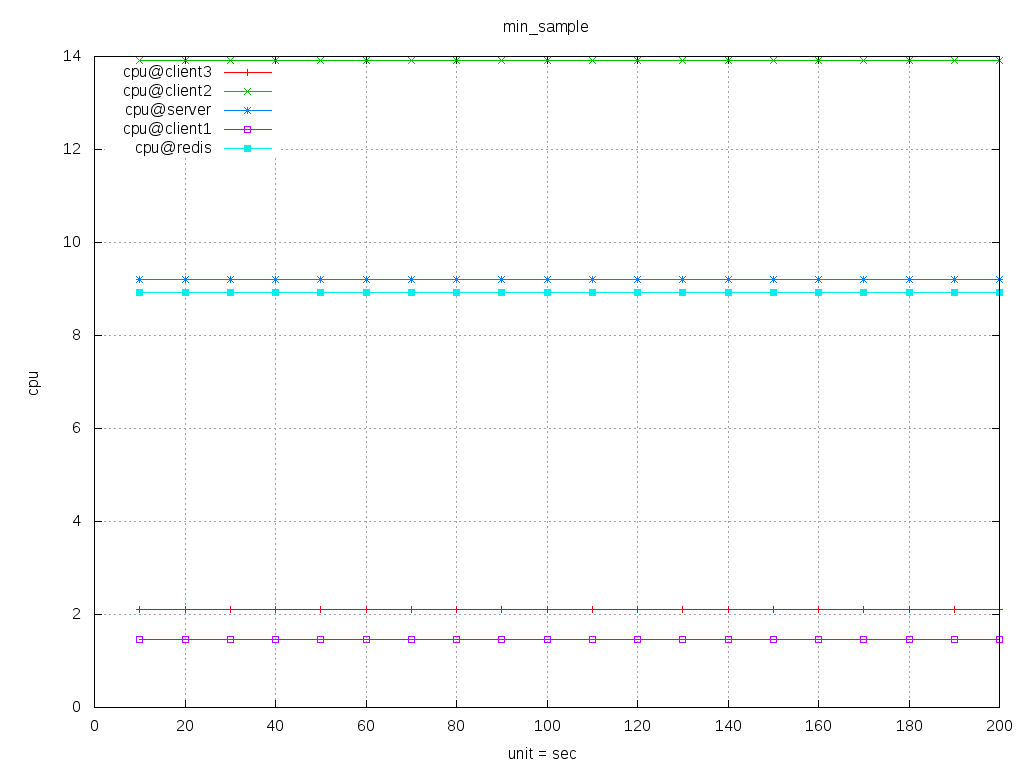 min_sample
14
cpu@client3
cpu@client2
cpu@server
cpu@client1
cpu@redis
12
10
8
cpu
6
4
2
0
0 20 40 60 80 100 120 140 160 180 200
unit = sec